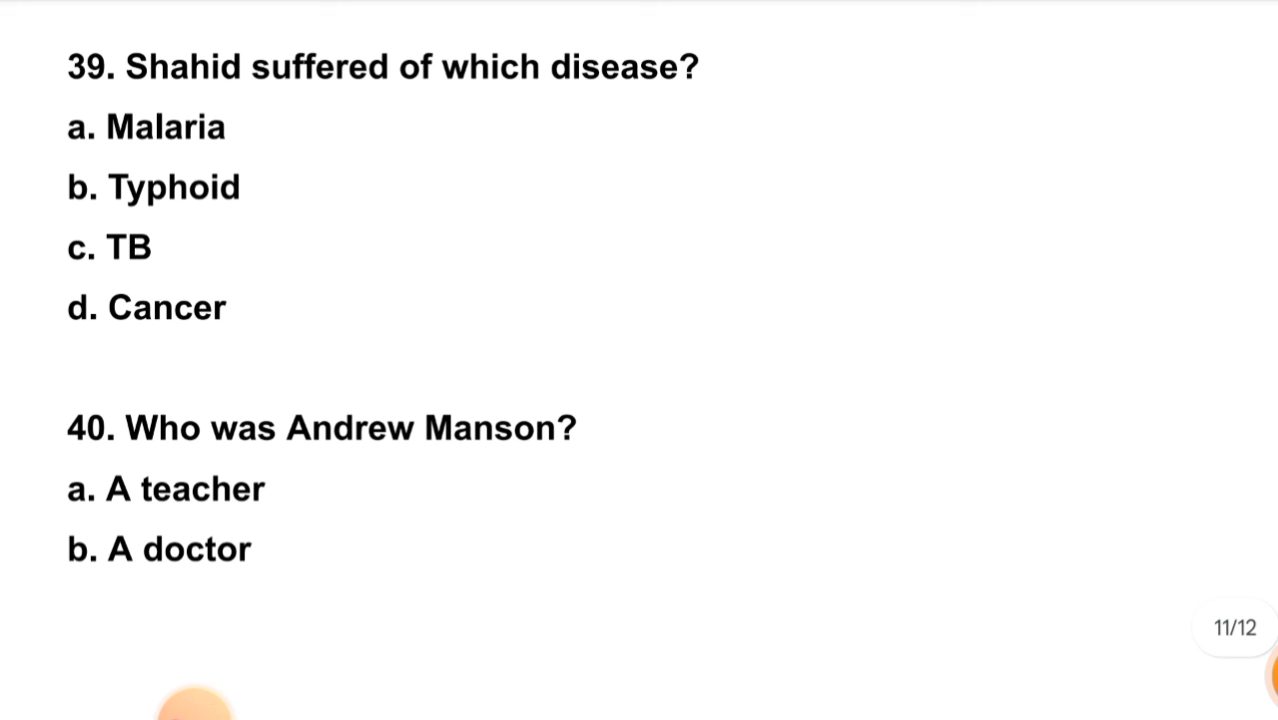 39. Shahid suffered of which disease?
a. Malaria
b. Typhoid
c. TB
d. Cancer
40. Who was Andrew Manson?
a. A teacher
b. A doctor
11/12